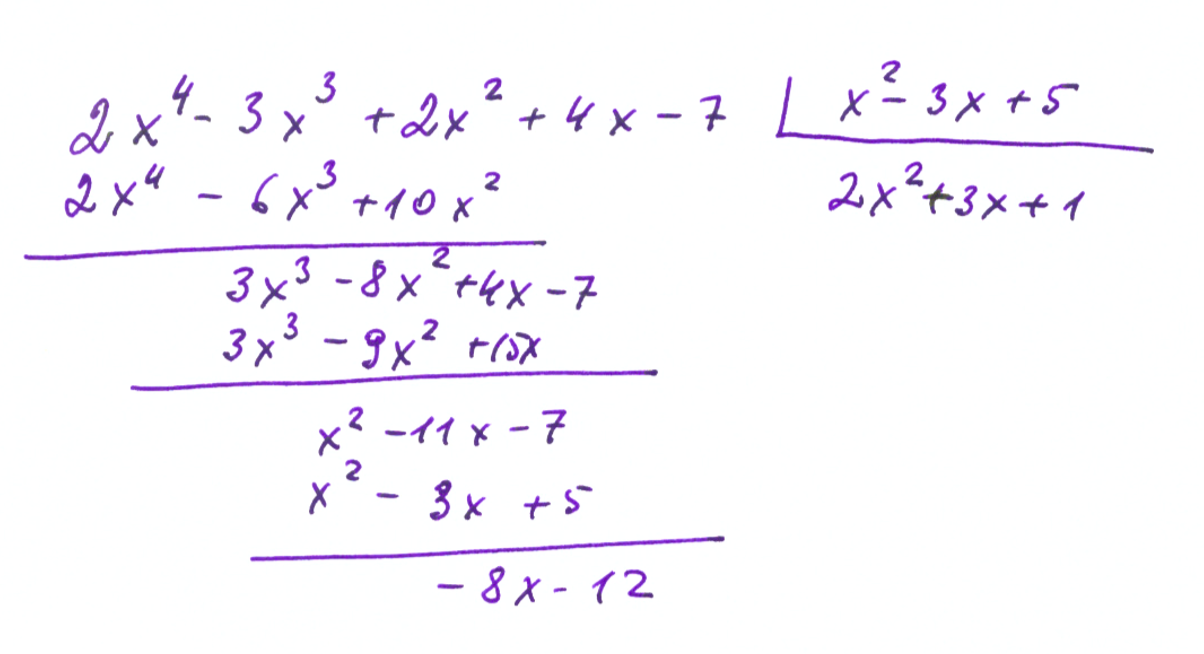 2x⁴ - 3x³ + 2x² + 4x - 7 | x² - 3x + 5
2x⁴ - 6x³ + 10x² 2x² + 3x + 1
3x³ - 8x² + 4x - 7
3x³ - 9x² + 15x
x² - 11x - 7
x² - 3x + 5
- 8x - 12